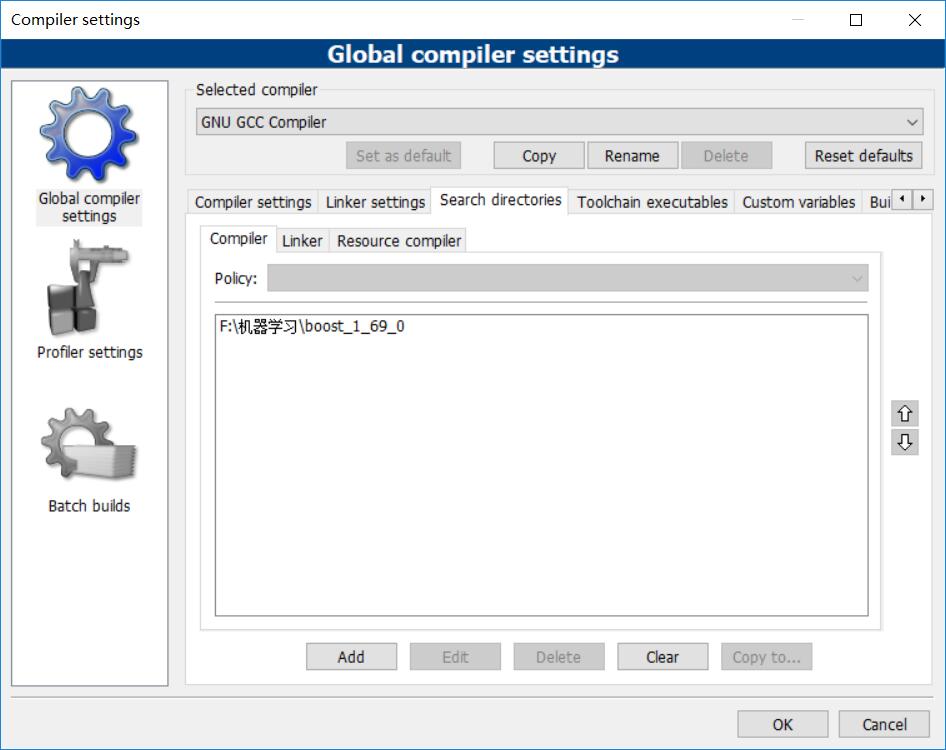 Compiler settings
Global compiler settings
Global compiler
settings
Profiler settings
Batch builds
Selected compiler
GNU GCC Compiler
Set as default Copy Rename Delete Reset defaults
Compiler settings Linker settings Search directories Toolchain executables Custom variables Bui
Compiler Linker Resource compiler
Policy:
F:\机器学习\boost_1_69_0
Add Edit Delete Clear Copy to...
OK Cancel